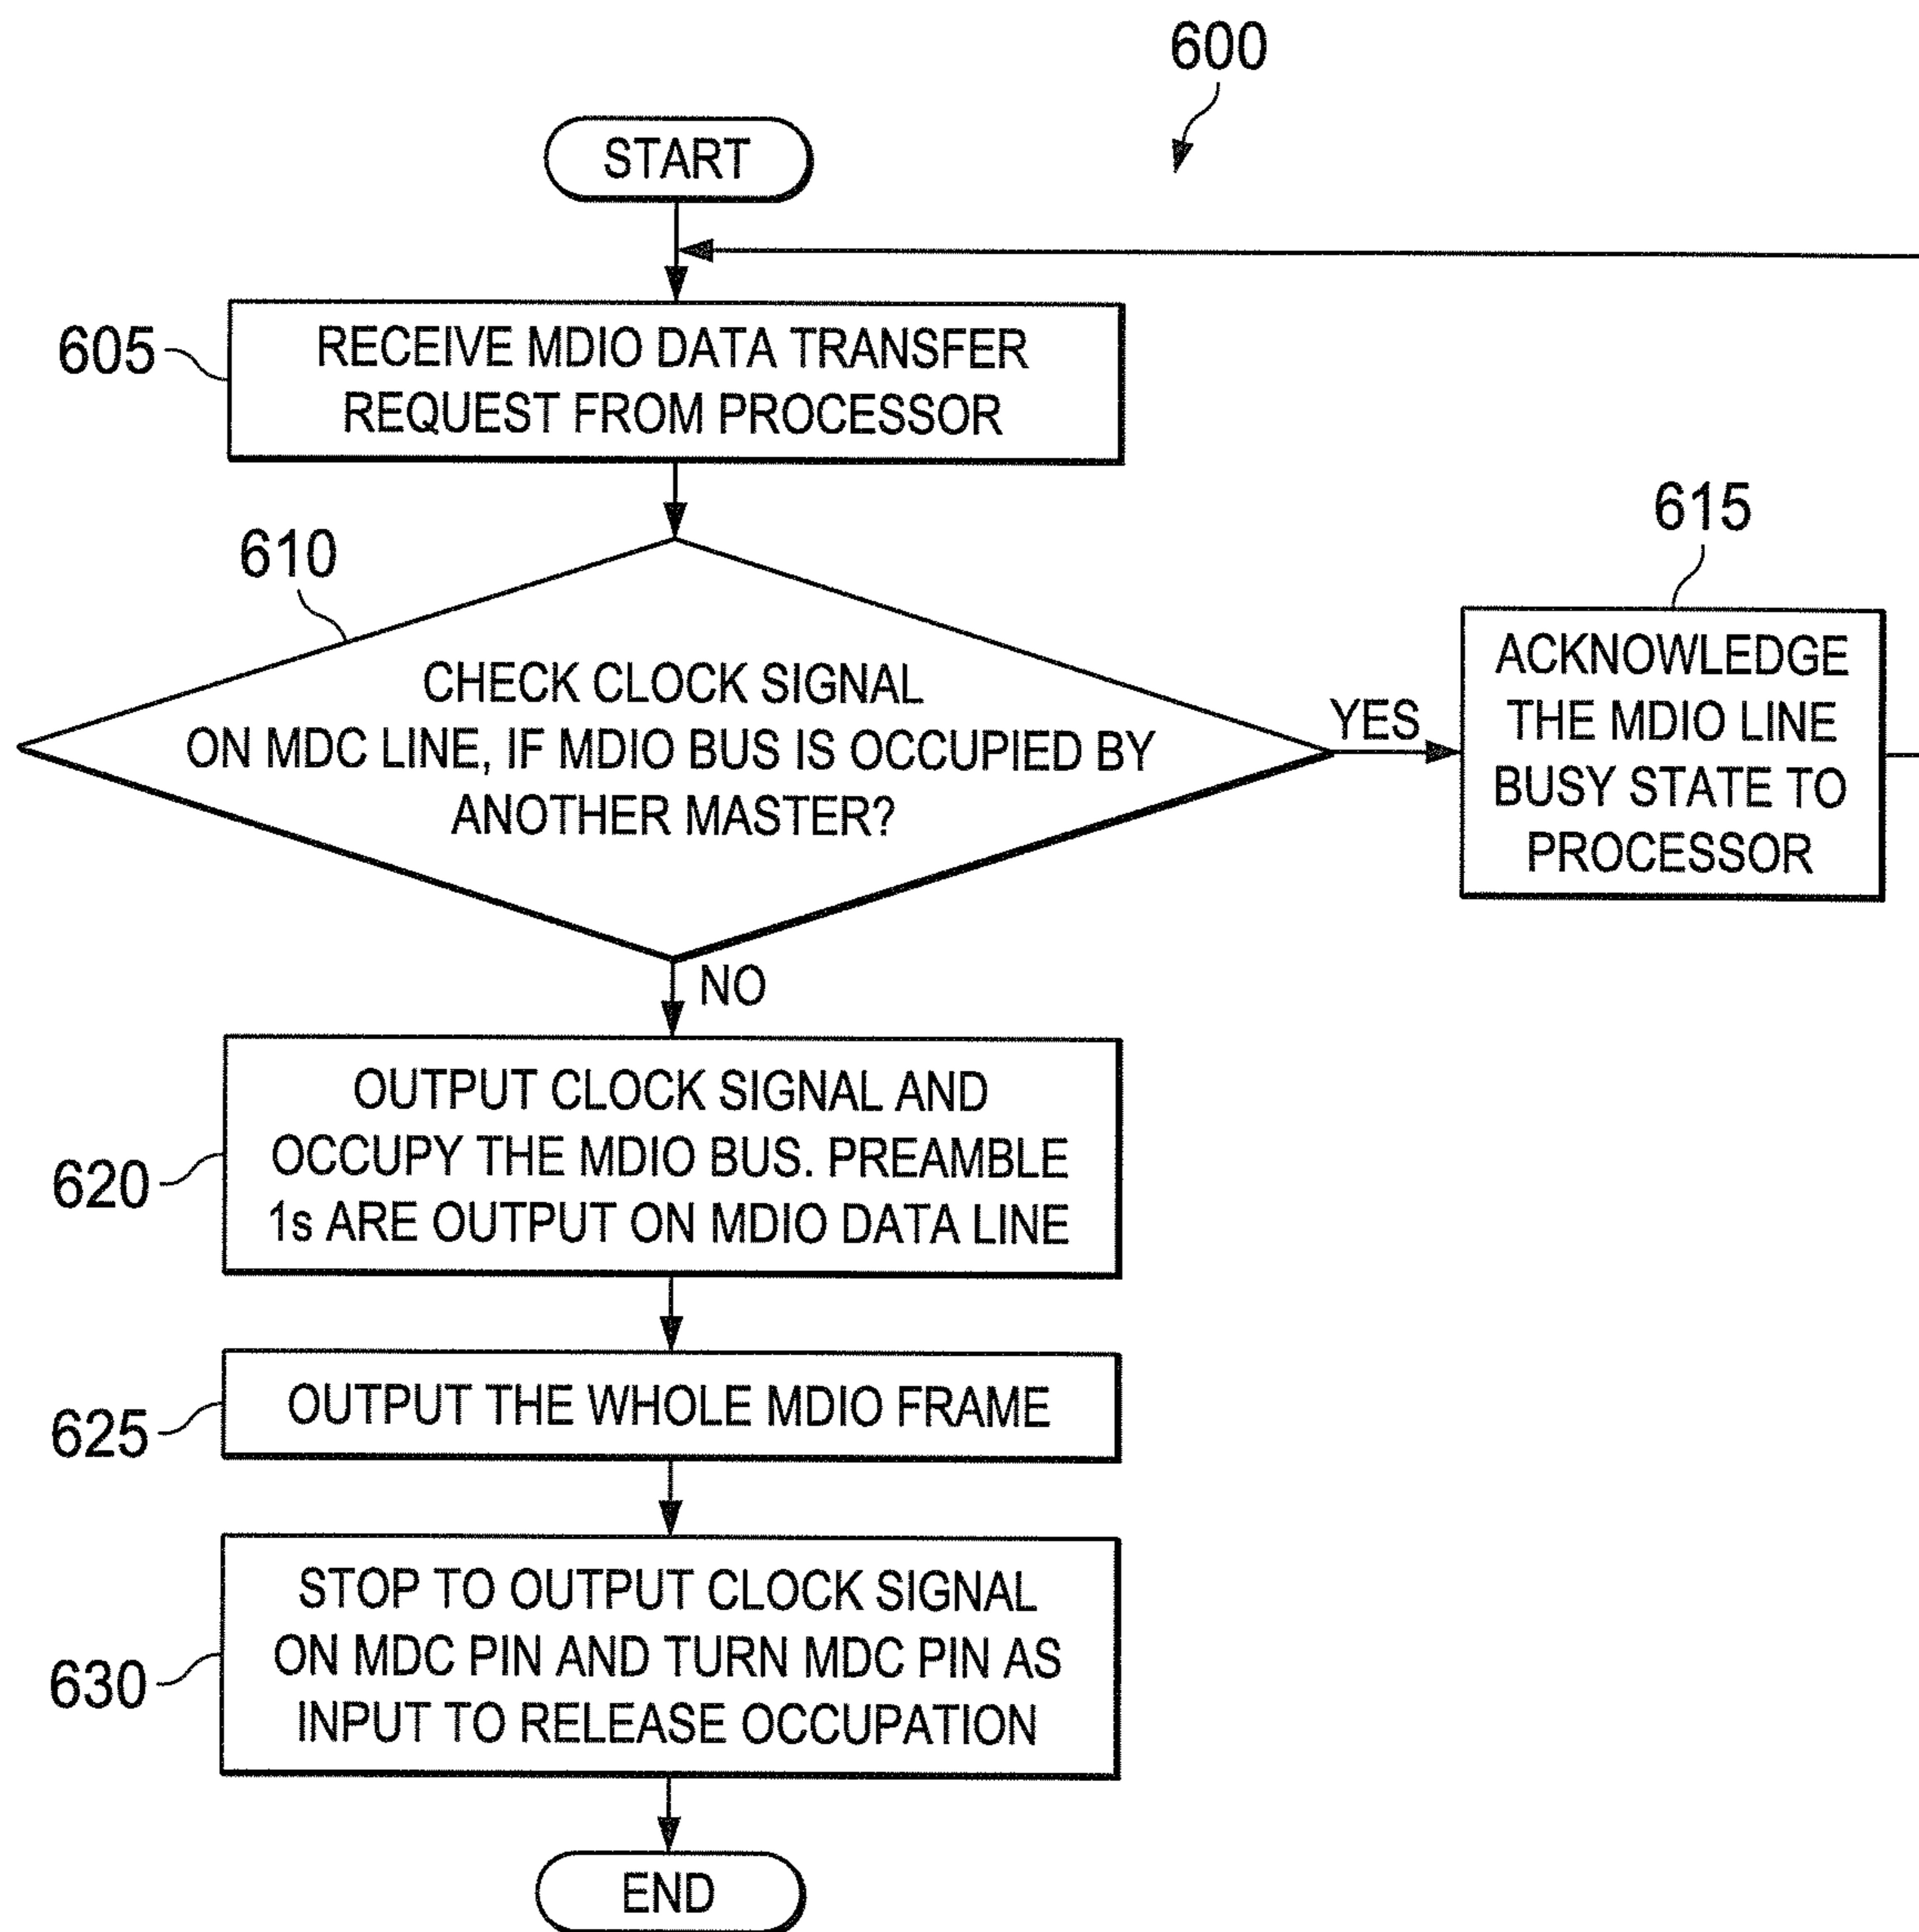 600
START
605
RECEIVE MDIO DATA TRANSFER
REQUEST FROM PROCESSOR
610
CHECK CLOCK SIGNAL
ON MDC LINE, IF MDIO BUS IS OCCUPIED BY
ANOTHER MASTER?
YES
615
ACKNOWLEDGE
THE MDIO LINE
BUSY STATE TO
PROCESSOR
NO
620
OUTPUT CLOCK SIGNAL AND
OCCUPY THE MDIO BUS. PREAMBLE
1s ARE OUTPUT ON MDIO DATA LINE
625
OUTPUT THE WHOLE MDIO FRAME
630
STOP TO OUTPUT CLOCK SIGNAL
ON MDC PIN AND TURN MDC PIN AS
INPUT TO RELEASE OCCUPATION
END